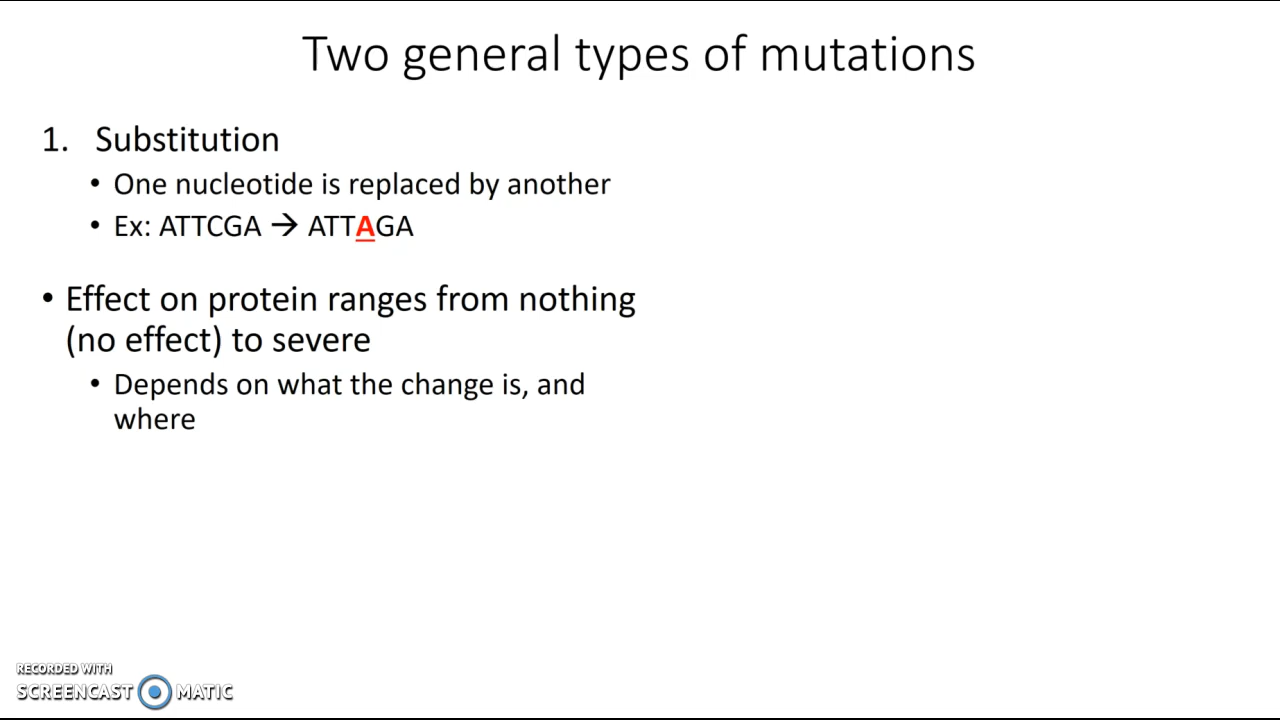 Two general types of mutations
1. Substitution
• One nucleotide is replaced by another
• Ex: ATTCGA → ATTAGA
• Effect on protein ranges from nothing
(no effect) to severe
• Depends on what the change is, and
where
RECORDED WITH
SCREENCAST MATIC